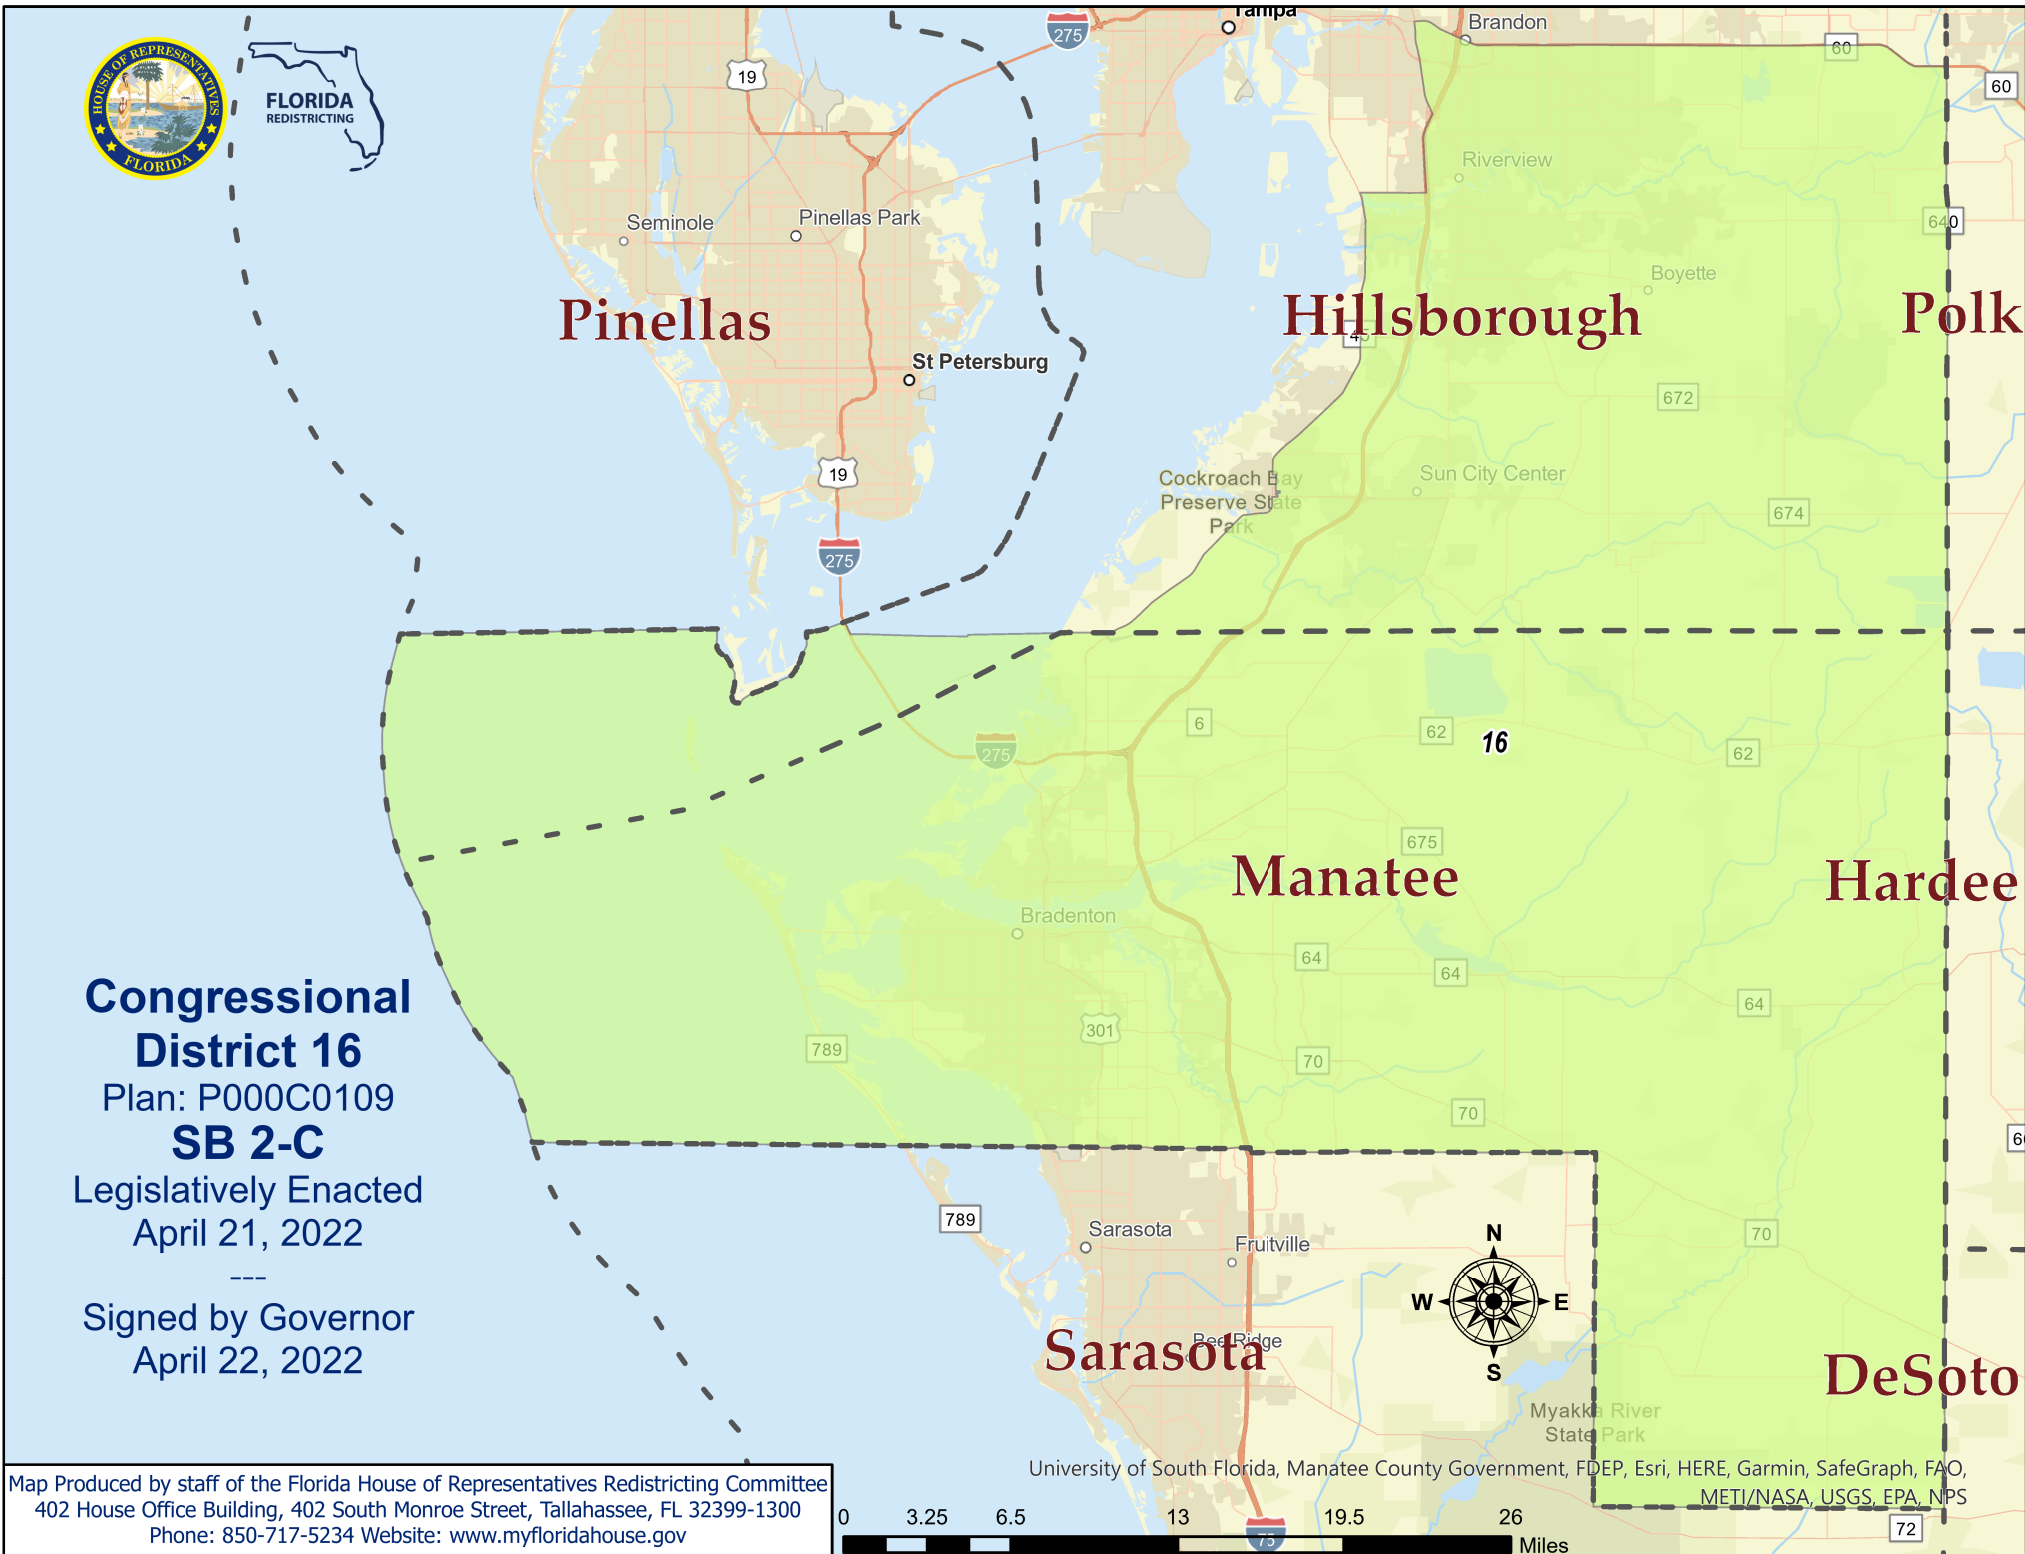 HOUSE OF REPRESENTATIVES
FLORIDA
FLORIDA
REDISTRICTING
Tampa
Brandon
275
19
60
60
Riverview
Seminole
Pinellas Park
640
Boyette
Pinellas
Hillsborough
Polk
45
St Petersburg
672
19
Cockroach Bay
Preserve State
Park
Sun City Center
674
275
6
62
16
62
275
675
Manatee
Hardee
Bradenton
64
64
64
301
789
70
70
Congressional
District 16
Plan: P000C0109
SB 2-C
Legislatively Enacted
April 21, 2022
---
Signed by Governor
April 22, 2022
789
Sarasota
Fruitville
70
N
W
E
S
Sarasota
Bee Ridge
DeSoto
Myakka River
State Park
University of South Florida, Manatee County Government, FDEP, Esri, HERE, Garmin, SafeGraph, FAO,
METI/NASA, USGS, EPA, NPS
Map Produced by staff of the Florida House of Representatives Redistricting Committee
402 House Office Building, 402 South Monroe Street, Tallahassee, FL 32399-1300
Phone: 850-717-5234 Website: www.myfloridahouse.gov
0 3.25 6.5 13 19.5 26
Miles
75
72